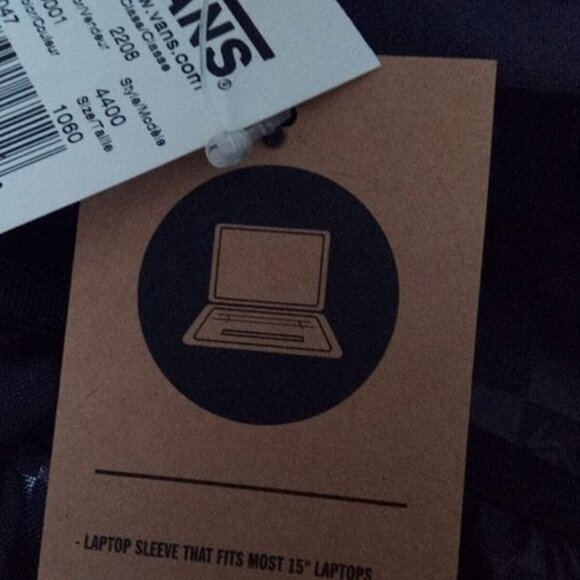 VANS®
www.vans.com
Class/Classe
2208
Style/Modèle
4400
Size/Taille
1060
- LAPTOP SLEEVE THAT FITS MOST 15" LAPTOPS